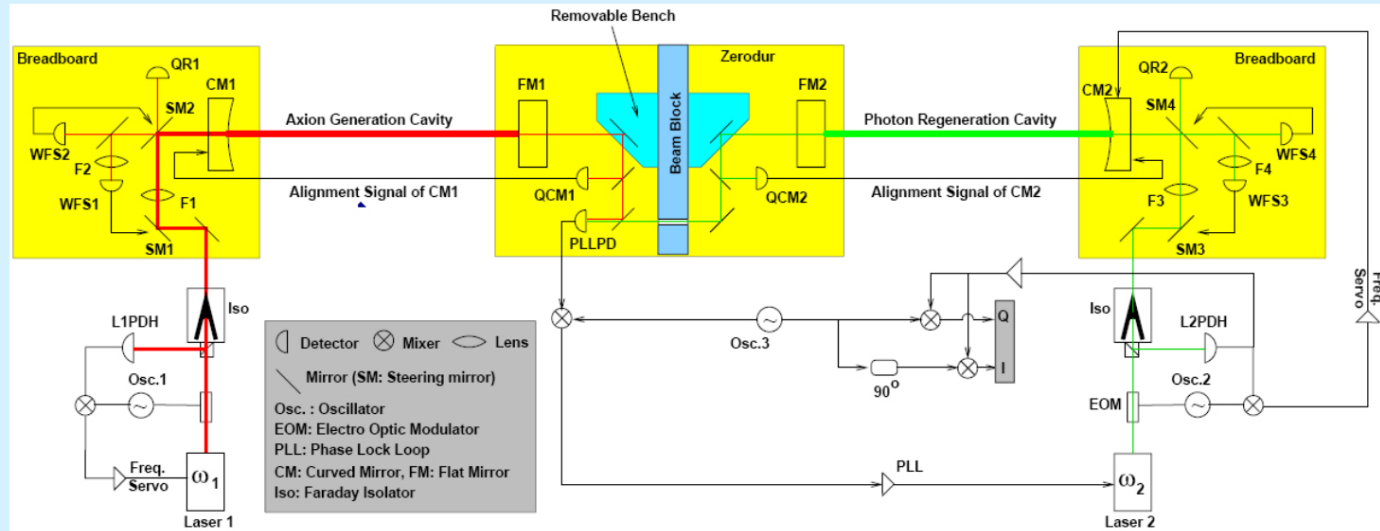 Removable Bench
Breadboard
QR1
CM1
SM2
FM1
Zerodur
FM2
Breadboard
QR2
CM2
SM4
WFS2
F2
WFS1
F1
SM1
Axion Generation Cavity
Beam Block
Photon Regeneration Cavity
WFS4
F4
WFS3
F3
SM3
Alignment Signal of CM1
QCM1
QCM2
Alignment Signal of CM2
PLLPD
Iso
L1PDH
Osc.1
Freq.
Servo
ω1
Laser 1
Detector
Mixer
Lens
Mirror (SM: Steering mirror)
Osc. : Oscillator
EOM: Electro Optic Modulator
PLL: Phase Lock Loop
CM: Curved Mirror, FM: Flat Mirror
Iso: Faraday Isolator
Osc.3
90°
Q
I
Iso
L2PDH
Osc.2
EOM
Freq.
Servo
PLL
ω2
Laser 2